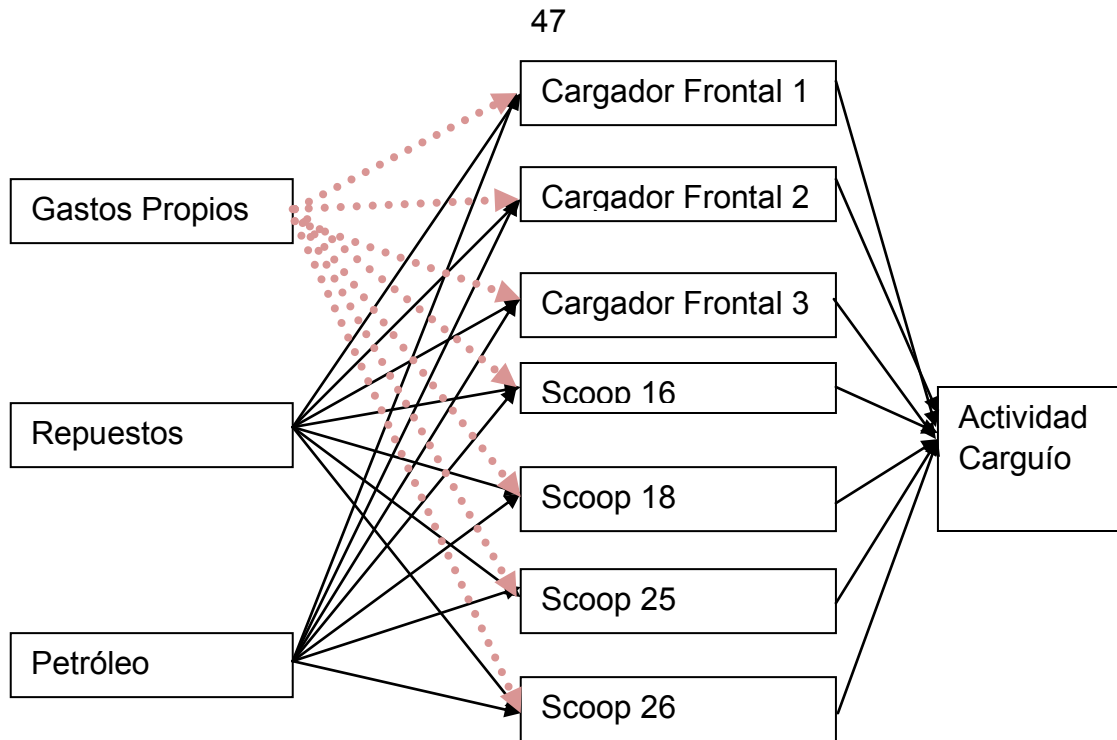 47
Cargador Frontal 1
Cargador Frontal 2
Gastos Propios
Cargador Frontal 3
Scoop 16
Repuestos
Actividad
Carguío
Scoop 18
Scoop 25
Petróleo
Scoop 26